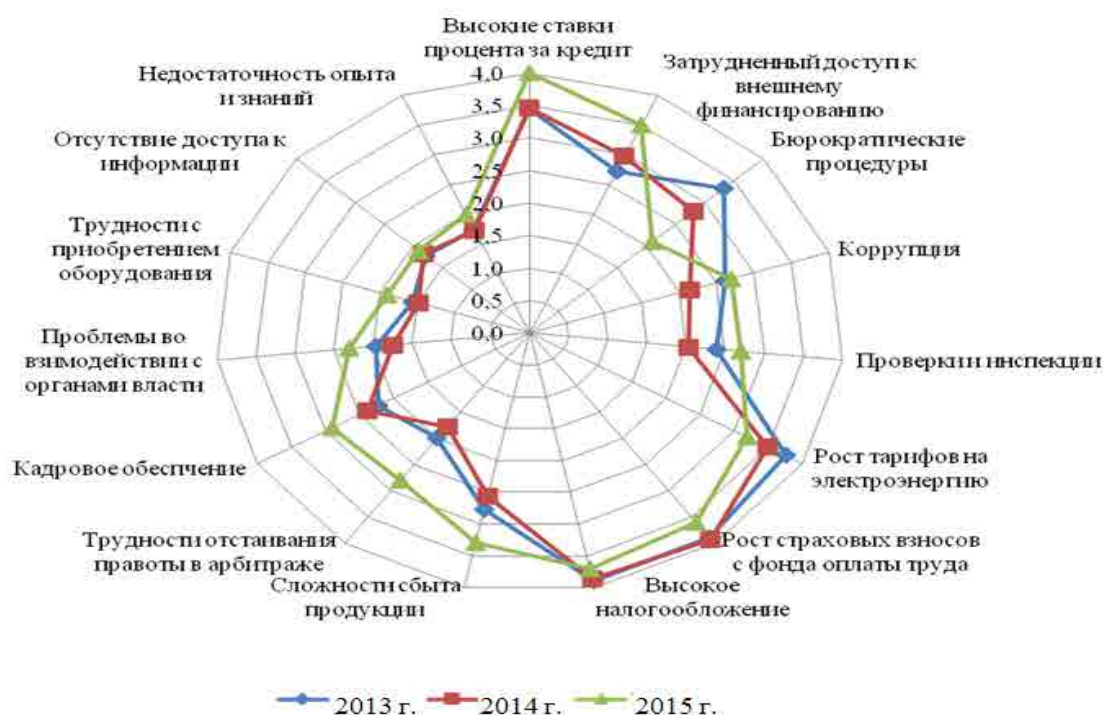 Высокие ставки
процента за кредит
Затрудненный доступ к
внешнему
финансированию
Бюрократические
процедуры
Коррупция
Проверки и инспекции
Рост тарифов на
электроэнергию
Рост страховых взносов
с фонда оплаты труда
Высокое
налогообложение
Сложности сбыта
продукции
Трудности отстаивания
правоты в арбитраже
Кадровое обеспчение
Проблемы во
взимодействии с
органами власти
Трудности с
приобретением
оборудования
Отсутствие доступа к
информации
Недостаточность опыта
и знаний
4,0
3,5
3,0
2,5
2,0
1,5
1,0
0,5
0,0
2013 г.
2014 г.
2015 г.